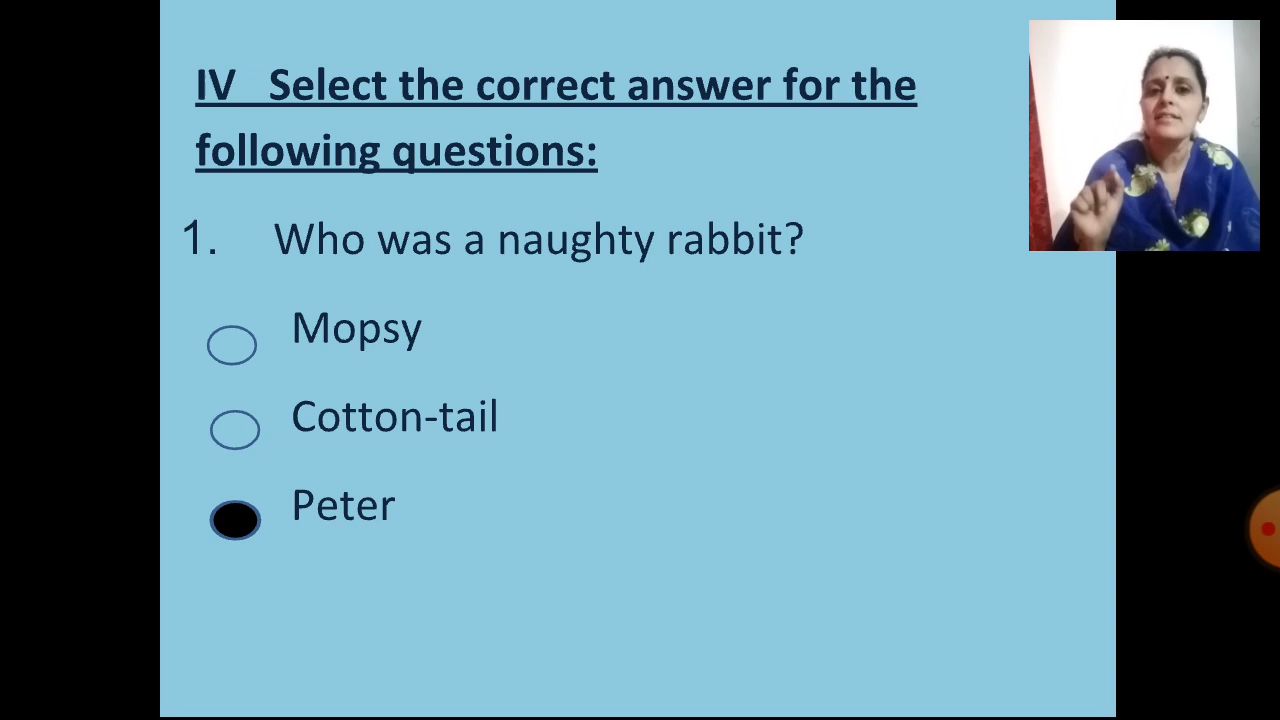 IV Select the correct answer for the
following questions:
1. Who was a naughty rabbit?
Mopsy
Cotton-tail
Peter